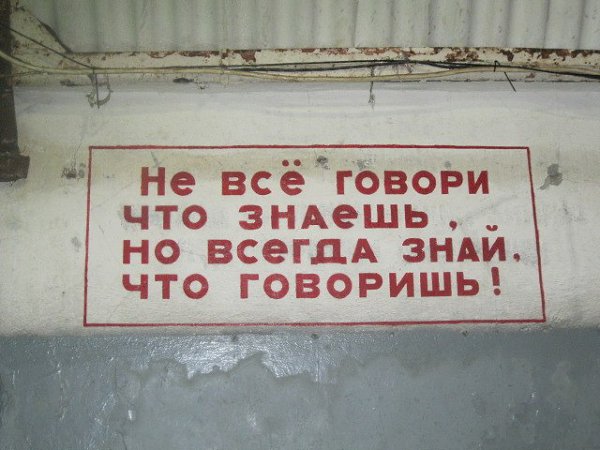 Не всё говори
что знаешь,
но всегда знай,
что говоришь!